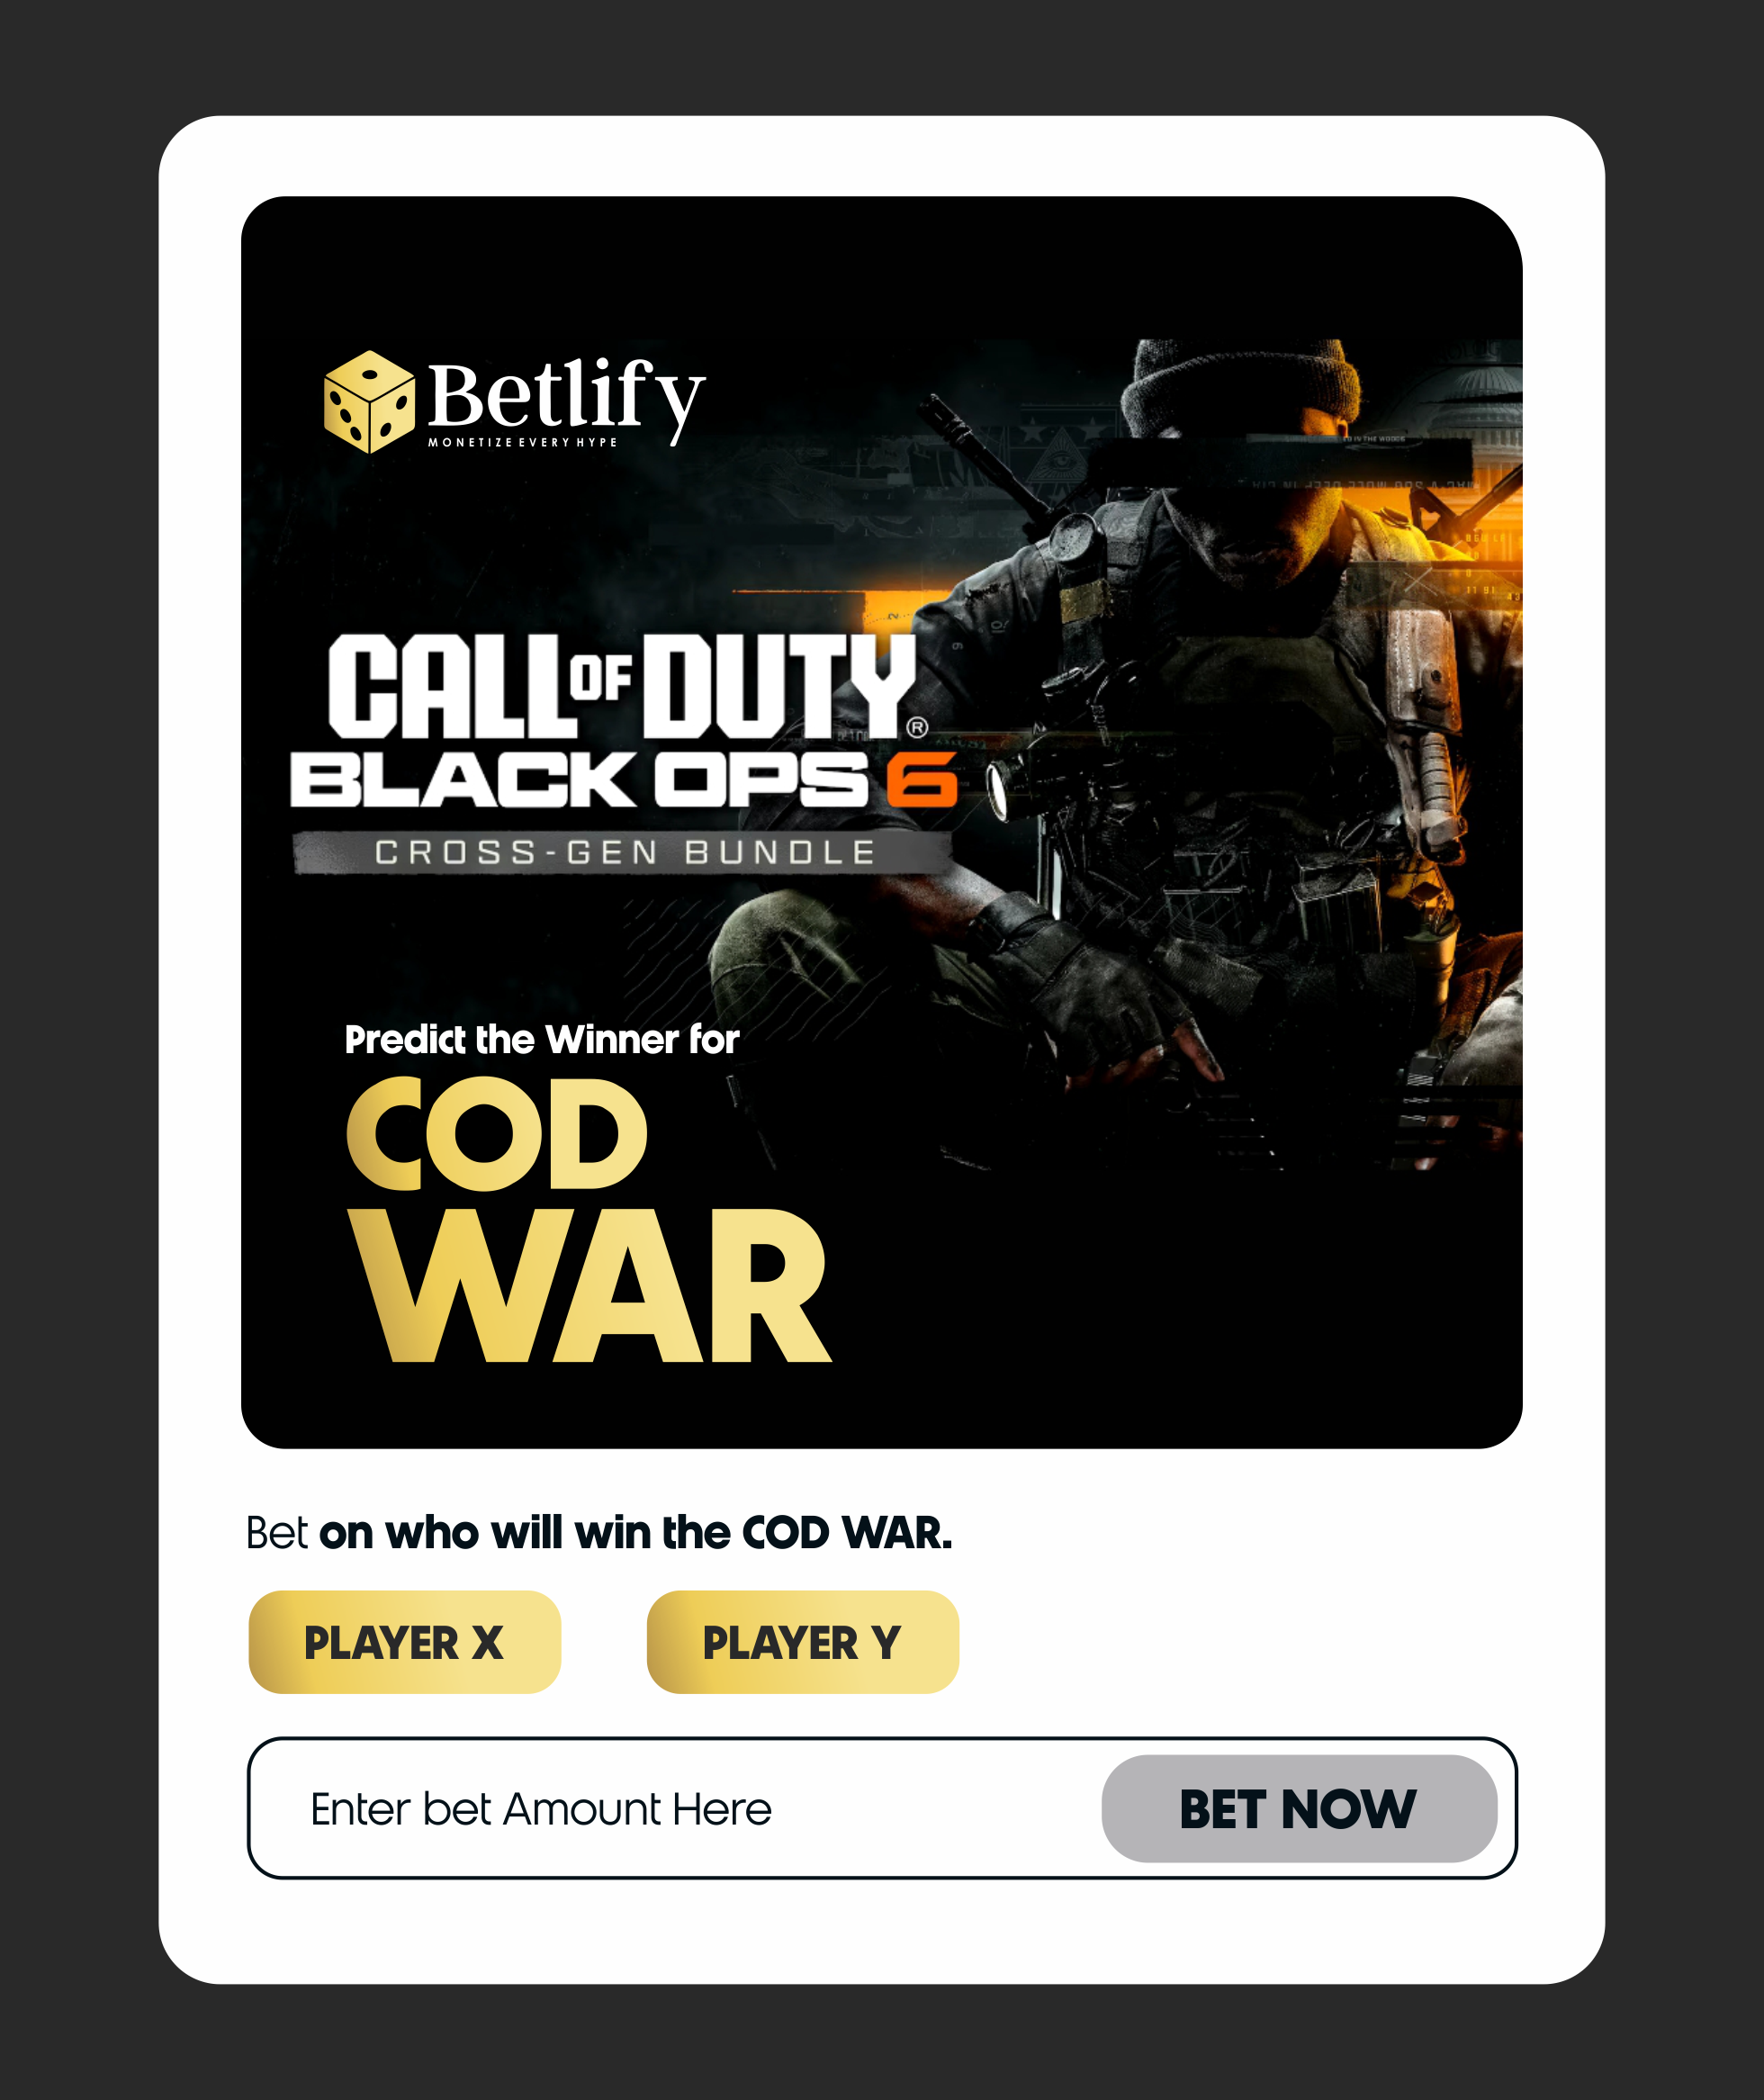 Betlify
MONETIZE EVERY HYPE
CALL OF DUTY®
BLACK OPS 6
CROSS-GEN BUNDLE
Predict the Winner for
COD
WAR
Bet on who will win the COD WAR.
PLAYER X
PLAYER Y
Enter bet Amount Here
BET NOW